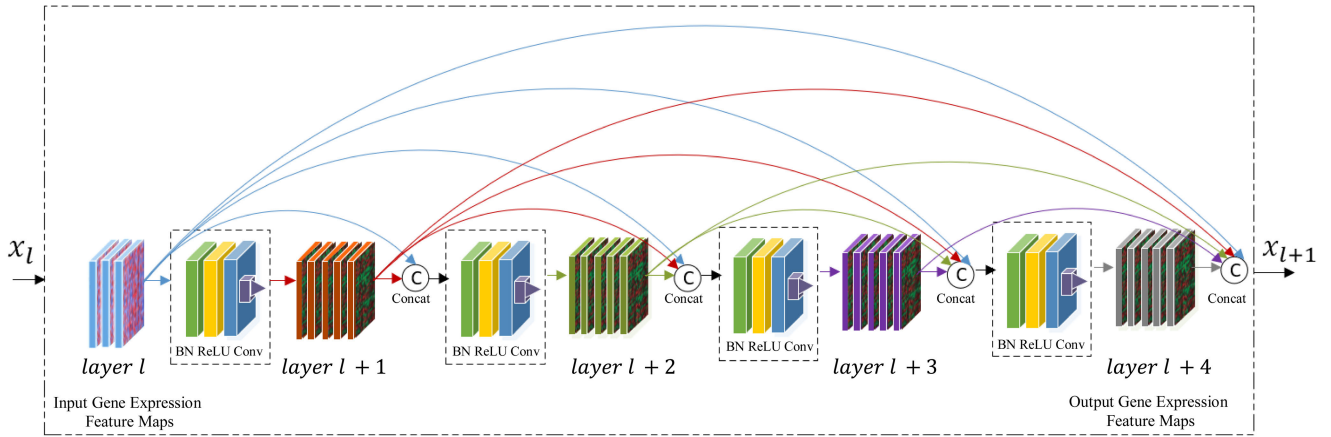 x_l
layer l
BN ReLU Conv
layer l + 1
C
Concat
BN ReLU Conv
layer l + 2
C
Concat
BN ReLU Conv
layer l + 3
C
Concat
BN ReLU Conv
layer l + 4
C
Concat
x_{l+1}
Input Gene Expression
Feature Maps
Output Gene Expression
Feature Maps